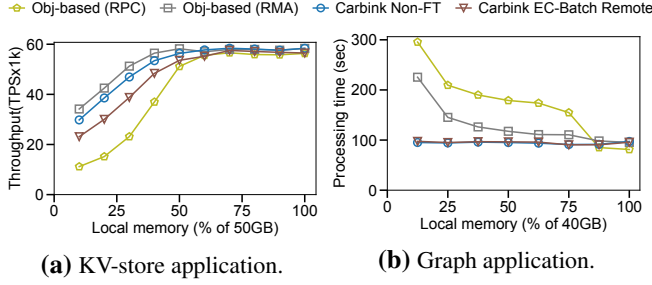 Obj-based (RPC) Obj-based (RMA) Carbink Non-FT Carbink EC-Batch Remote
Throughput(TPSx1k)
60
40
20
0
0 25 50 75 100
Local memory (% of 50GB)
(a) KV-store application.
Processing time (sec)
300
200
100
0
0 25 50 75 100
Local memory (% of 40GB)
(b) Graph application.